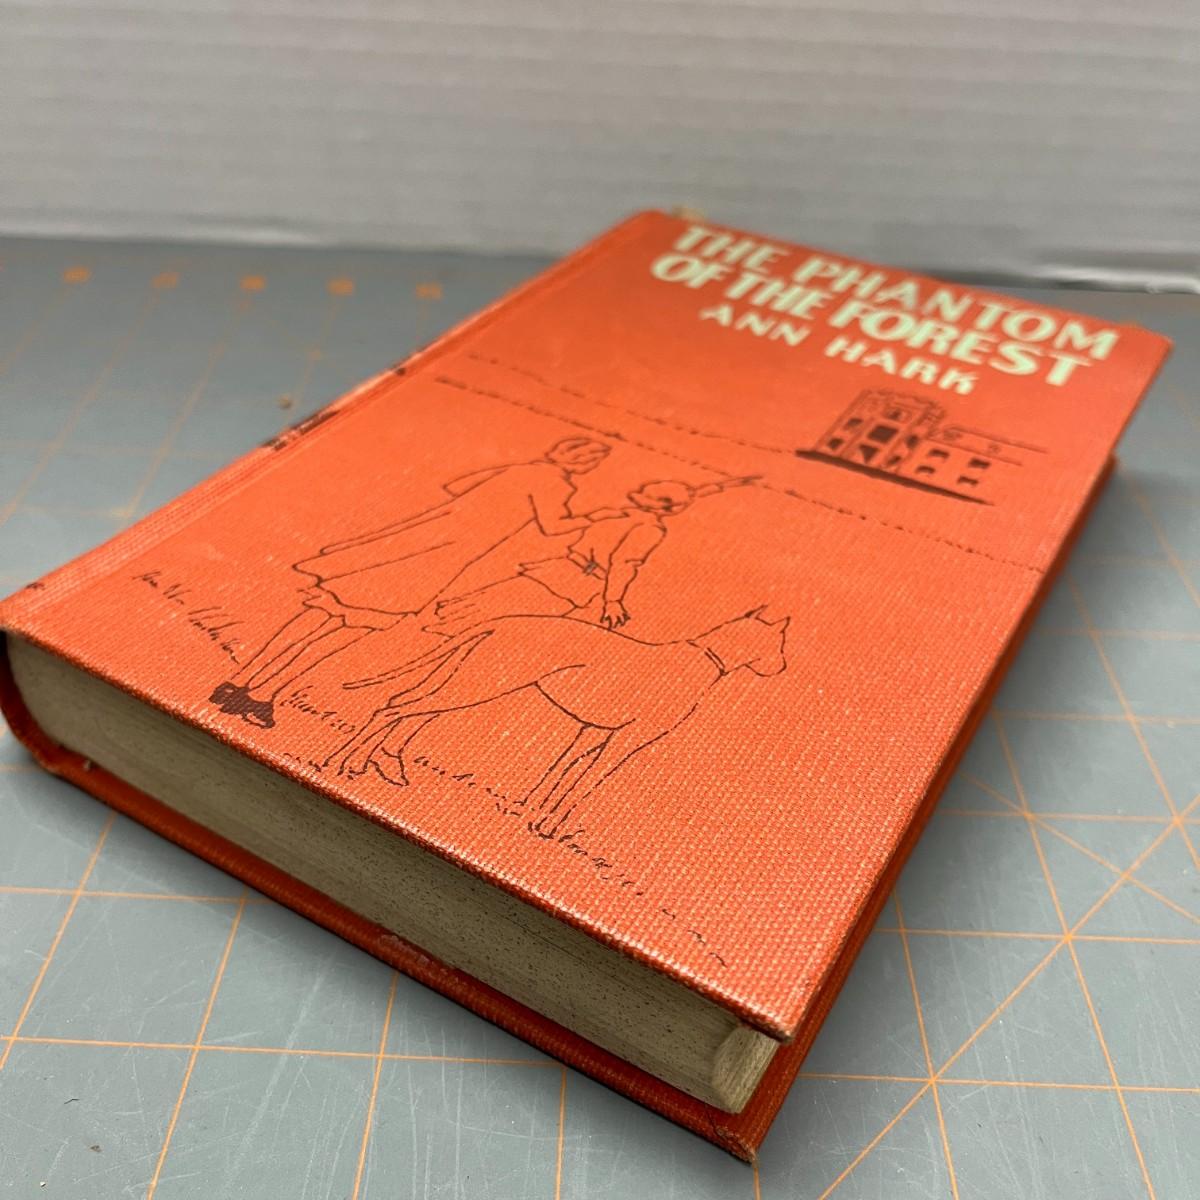 THE PHANTOM
OF THE FOREST
ANN HARK